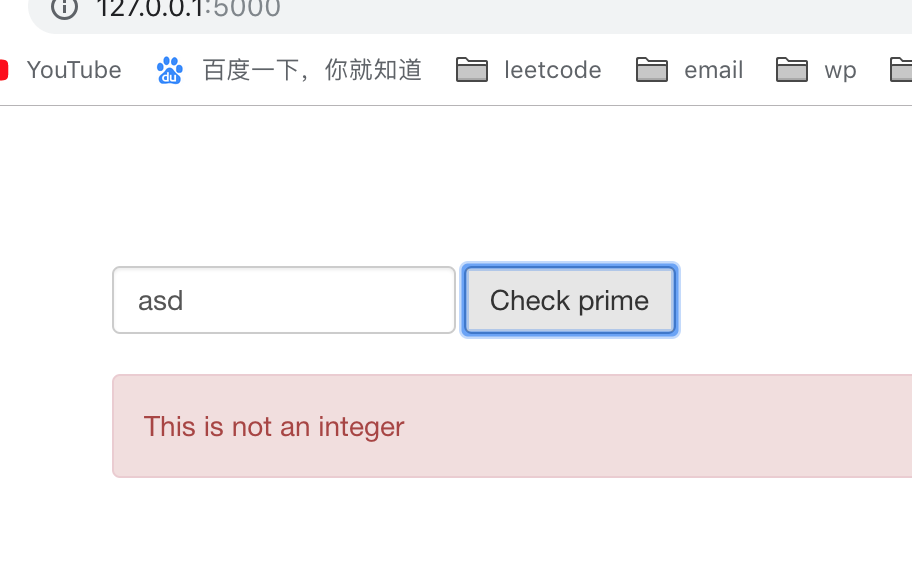 127.0.0.1:5000
YouTube du 百度一下，你就知道 leetcode email wp
asd Check prime
This is not an integer